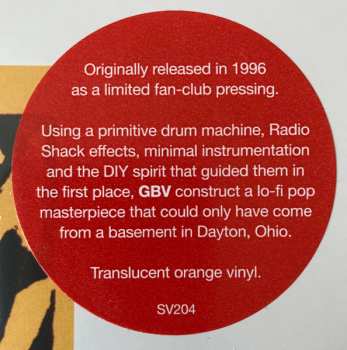 Originally released in 1996
as a limited fan-club pressing.
Using a primitive drum machine, Radio
Shack effects, minimal instrumentation
and the DIY spirit that guided them in
the first place, GBV construct a lo-fi pop
masterpiece that could only have come
from a basement in Dayton, Ohio.
Translucent orange vinyl.
SV204